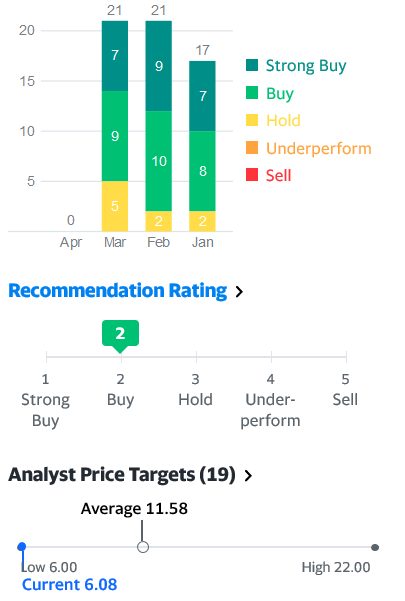 21 21
20
17
7 9 7
15
Strong Buy
Buy
Hold
Underperform
Sell
10
9 10 8
5
5 2 2
0
Apr Mar Feb Jan
Recommendation Rating >
2
1 2 3 4 5
Strong Buy Hold Under- Sell
Buy perform
Analyst Price Targets (19) >
Average 11.58
Low 6.00 High 22.00
Current 6.08